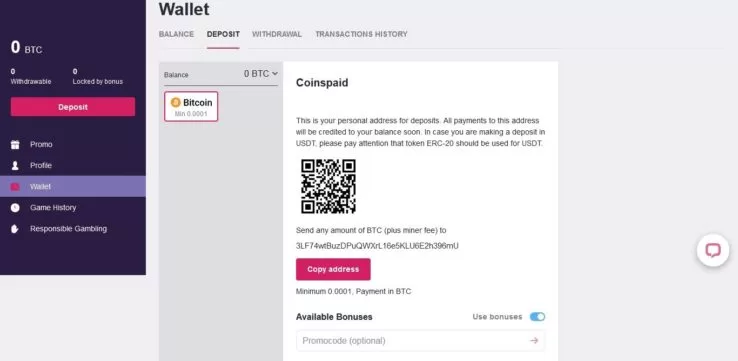 Wallet
BALANCE DEPOSIT WITHDRAWAL TRANSACTIONS HISTORY
0 BTC
0 0
Withdrawable Locked by bonus
Deposit
Promo
Profile
Wallet
Game History
Responsible Gambling
Balance 0 BTC
Bitcoin
Min 0.0001
Coinspaid
This is your personal address for deposits. All payments to this address
will be credited to your balance soon. In case you are making a deposit in
USDT, please pay attention that token ERC-20 should be used for USDT.
Send any amount of BTC (plus miner fee) to
3LF74wtBuzDPuQWXrL16e5KLU6E2h396mU
Copy address
Minimum 0.0001, Payment in BTC
Available Bonuses Use bonuses
Promocode (optional)